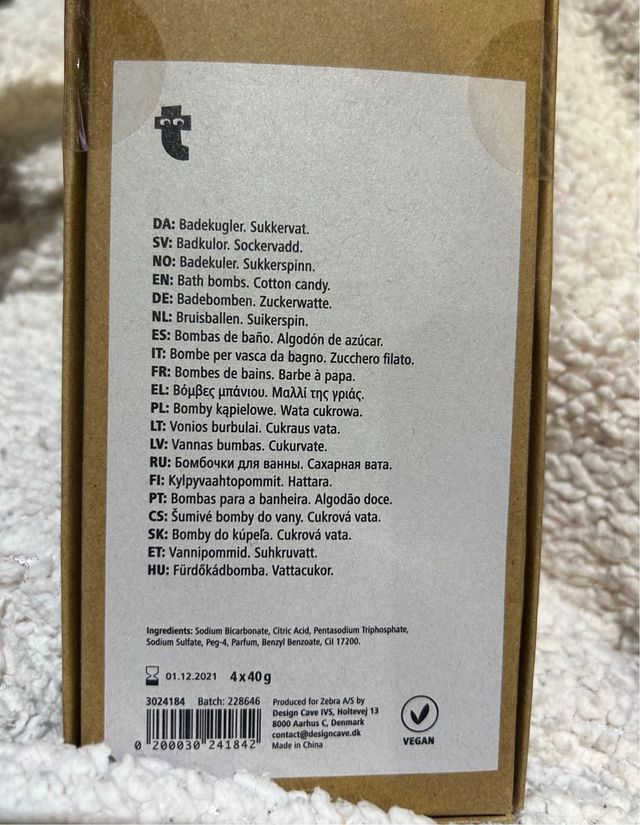 DA: Badekugler. Sukkervat.
SV: Badkulor. Sockervadd.
NO: Badekuler. Sukkerspinn.
EN: Bath bombs. Cotton candy.
DE: Badebomben. Zuckerwatte.
NL: Bruisballen. Suikerspin.
ES: Bombas de baño. Algodón de azúcar.
IT: Bombe per vasca da bagno. Zucchero filato.
FR: Bombes de bains. Barbe à papa.
EL: Βόμβες μπάνιου. Μαλλί της γριάς.
PL: Bomby kąpielowe. Wata cukrowa.
LT: Vonios burbulai. Cukraus vata.
LV: Vannas bumbas. Cukurvate.
RU: Бомбочки для ванны. Сахарная вата.
FI: Kylpyvaahtopommit. Hattara.
PT: Bombas para a banheira. Algodão doce.
CS: Šumivé bomby do vany. Cukrová vata.
SK: Bomby do kúpeľa. Cukrová vata.
ET: Vannipommid. Suhkruvatt.
HU: Fürdőkádbomba. Vattacukor.
Ingredients: Sodium Bicarbonate, Citric Acid, Pentasodium Triphosphate,
Sodium Sulfate, Peg-4, Parfum, Benzyl Benzoate, CiI 17200.
01.12.2021 4 x 40 g
3024184 Batch: 228646
0 200030 241842
Produced for Zebra A/S by
Design Cave IVS, Holtevej 13
8000 Aarhus C, Denmark
contact@designcave.dk
Made in China
VEGAN